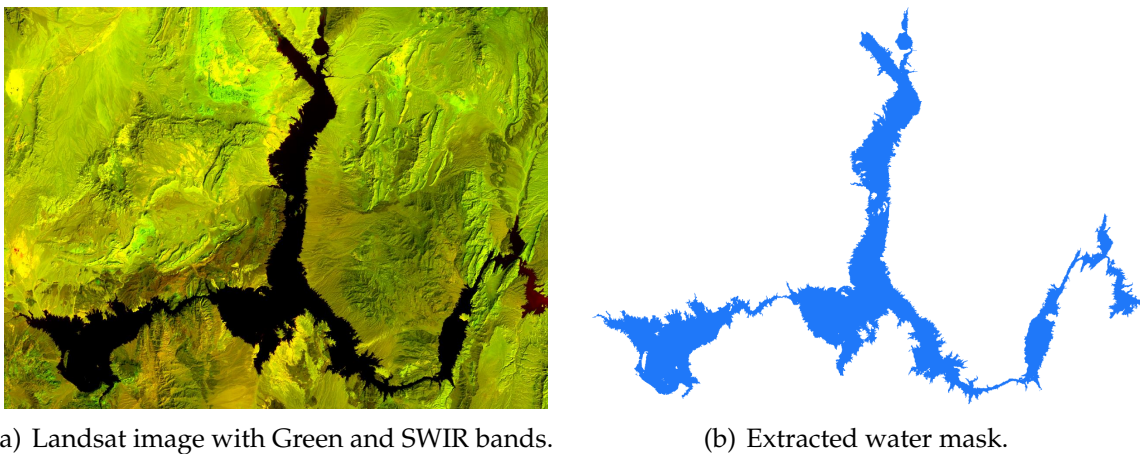 a) Landsat image with Green and SWIR bands.
(b) Extracted water mask.